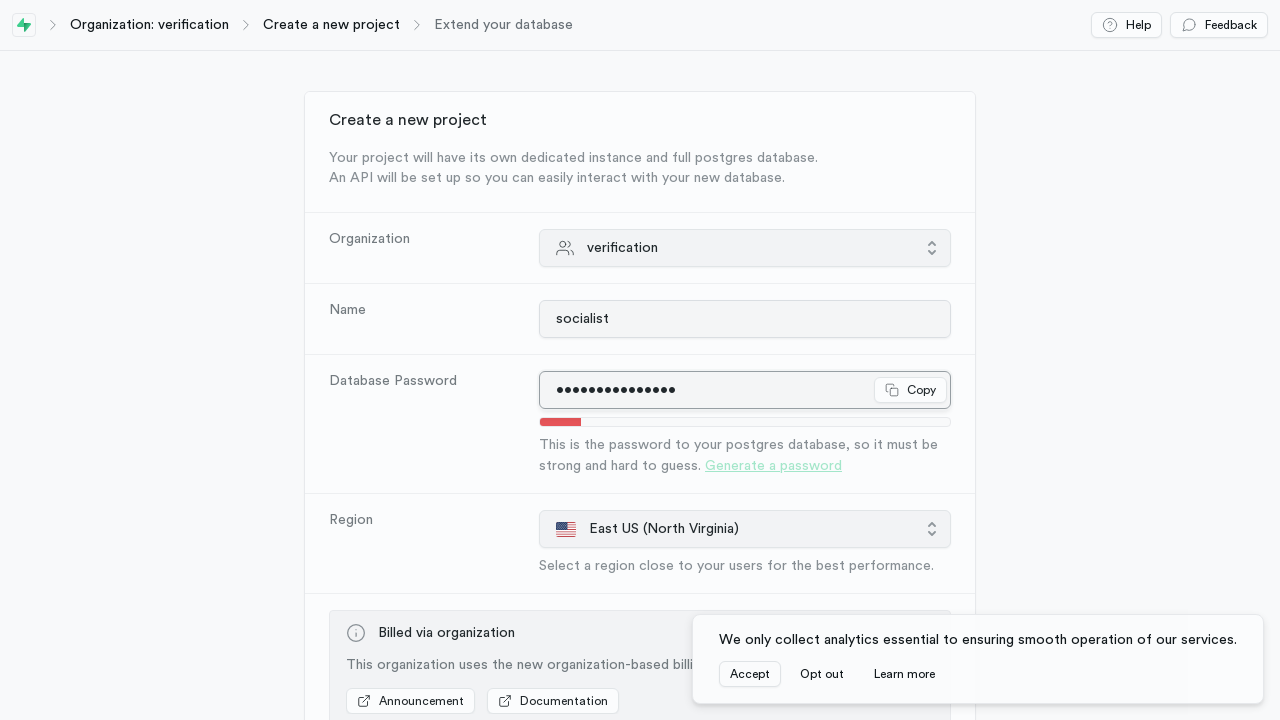 Organization: verification
Create a new project
Extend your database
Help
Feedback
Create a new project
Your project will have its own dedicated instance and full postgres database.
An API will be set up so you can easily interact with your new database.
Organization
verification
Name
socialist
Database Password
•••••••••••••••
Copy
This is the password to your postgres database, so it must be
strong and hard to guess. Generate a password
Region
East US (North Virginia)
Select a region close to your users for the best performance.
Billed via organization
This organization uses the new organization-based
Announcement
Documentation
We only collect analytics essential to ensuring smooth operation of our services.
Accept
Opt out
Learn more